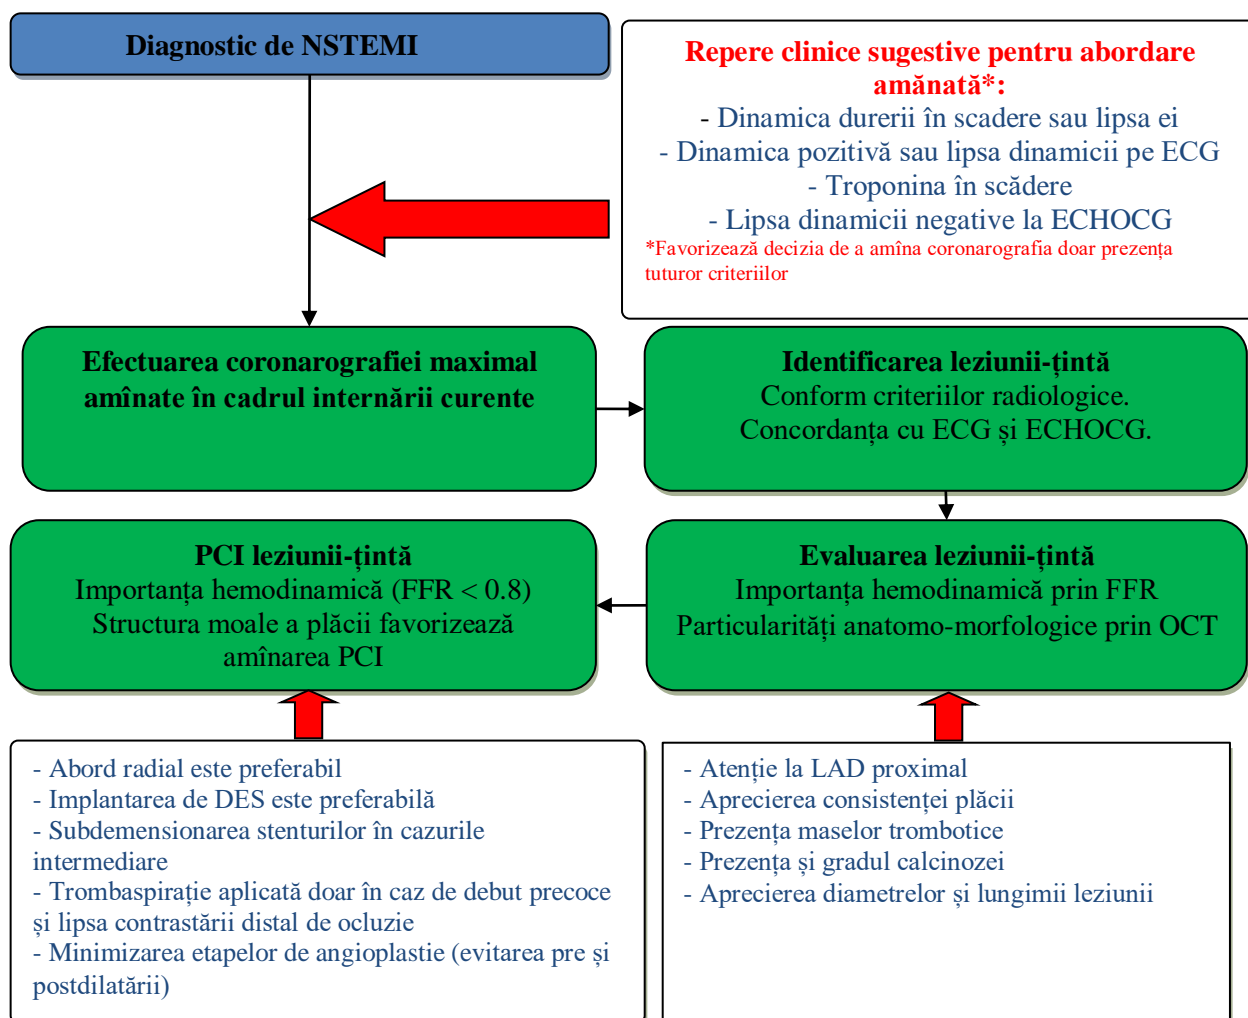 Diagnostic de NSTEMI
Repere clinice sugestive pentru abordare
amănată*:
- Dinamica durerii în scadere sau lipsa ei
- Dinamica pozitivă sau lipsa dinamicii pe ECG
- Troponina în scădere
- Lipsa dinamicii negative la ECHOCG
*Favorizează decizia de a amîna coronarografia doar prezența
tuturor criteriilor
Efectuarea coronarografiei maximal
amînate în cadrul internării curente
Identificarea leziunii-țintă
Conform criteriilor radiologice.
Concordanța cu ECG și ECHOCG.
PCI leziunii-țintă
Importanța hemodinamică (FFR < 0.8)
Structura moale a plăcii favorizează
amînarea PCI
Evaluarea leziunii-țintă
Importanța hemodinamică prin FFR
Particularități anatomo-morfologice prin OCT
- Abord radial este preferabil
- Implantarea de DES este preferabilă
- Subdemensionarea stenturilor în cazurile
intermediare
- Trombaspirație aplicată doar în caz de debut precoce
și lipsa contrastării distal de ocluzie
- Minimizarea etapelor de angioplastie (evitarea pre și
postdilatării)
- Atenție la LAD proximal
- Aprecierea consistenței plăcii
- Prezența maselor trombotice
- Prezența și gradul calcinozei
- Aprecierea diametrelor și lungimii leziunii